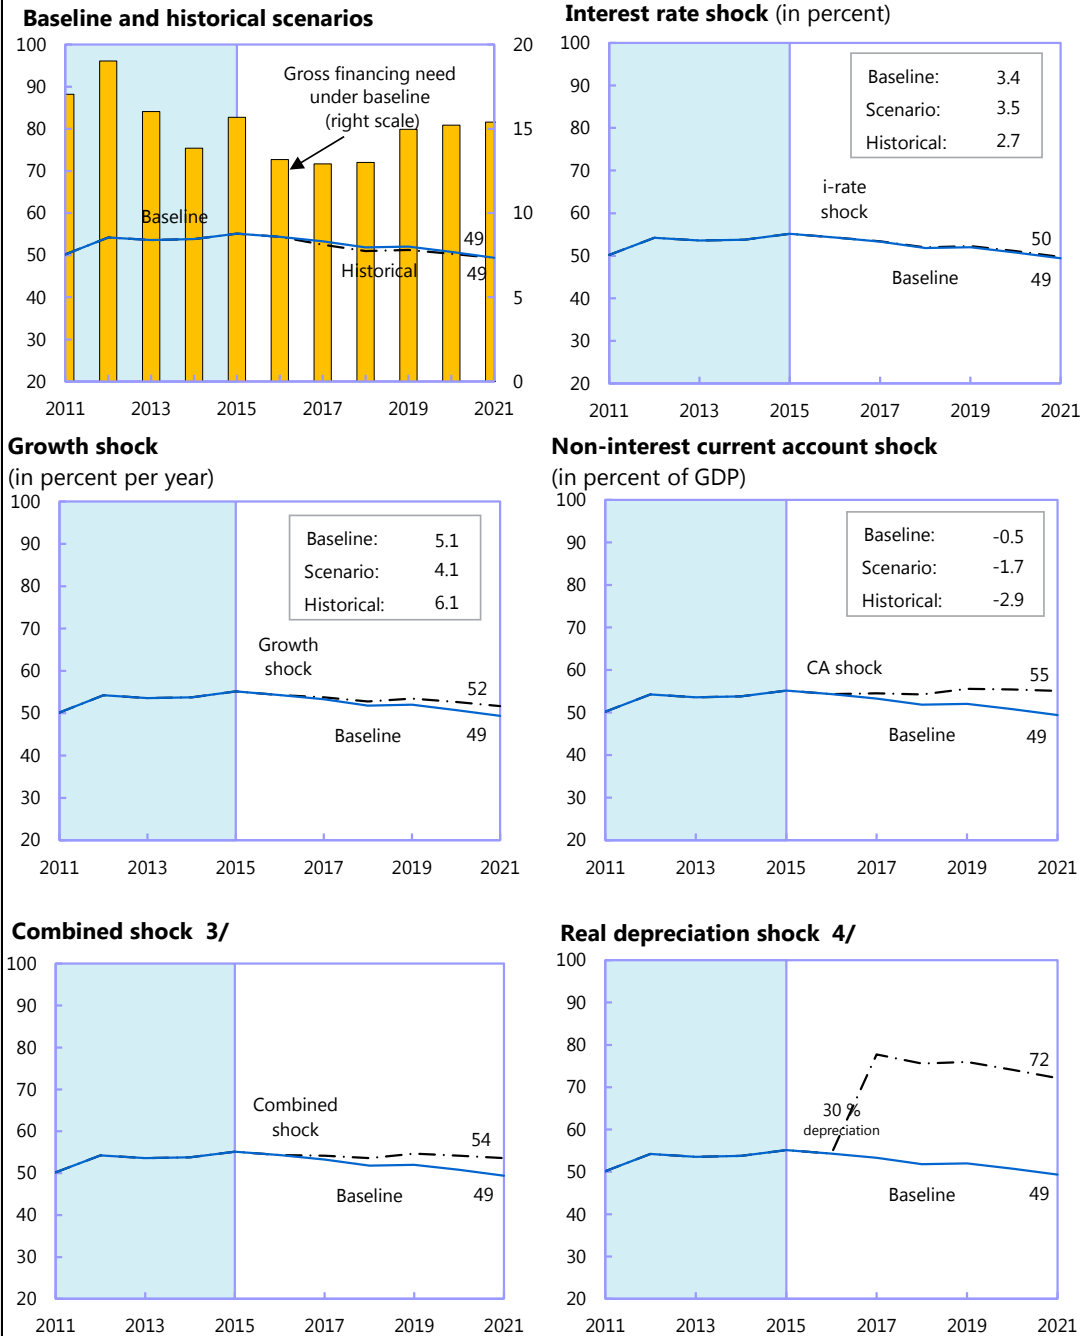 Baseline and historical scenarios
100
90
80
70
60
50
40
30
20
20
15
10
5
0
Gross financing need
under baseline
(right scale)
Baseline
Historical
49
49
2011 2013 2015 2017 2019 2021
Interest rate shock (in percent)
100
90
80
70
60
50
40
30
20
Baseline: 3.4
Scenario: 3.5
Historical: 2.7
i-rate
shock
50
Baseline
49
2011 2013 2015 2017 2019 2021
Growth shock
(in percent per year)
100
90
80
70
60
50
40
30
20
Baseline: 5.1
Scenario: 4.1
Historical: 6.1
Growth
shock
52
Baseline
49
2011 2013 2015 2017 2019 2021
Non-interest current account shock
(in percent of GDP)
100
90
80
70
60
50
40
30
20
Baseline: -0.5
Scenario: -1.7
Historical: -2.9
CA shock
55
Baseline
49
2011 2013 2015 2017 2019 2021
Combined shock 3/
100
90
80
70
60
50
40
30
20
Combined
shock
54
Baseline
49
2011 2013 2015 2017 2019 2021
Real depreciation shock 4/
100
90
80
70
60
50
40
30
20
72
30 %
depreciation
Baseline
49
2011 2013 2015 2017 2019 2021